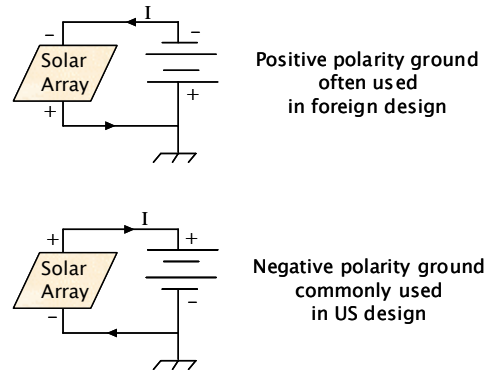 I
–
–
Solar
Array
+
+
Positive polarity ground
often used
in foreign design
I
+
+
Solar
Array
–
–
Negative polarity ground
commonly used
in US design